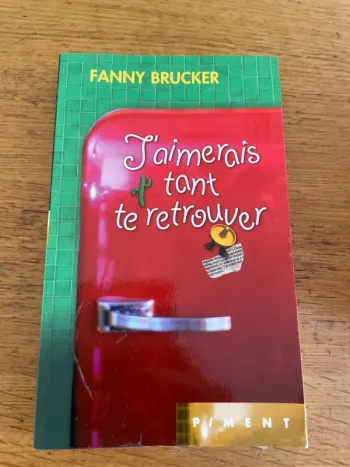 FANNY BRUCKER
J'aimerais
tant
te retrouver
PIMENT